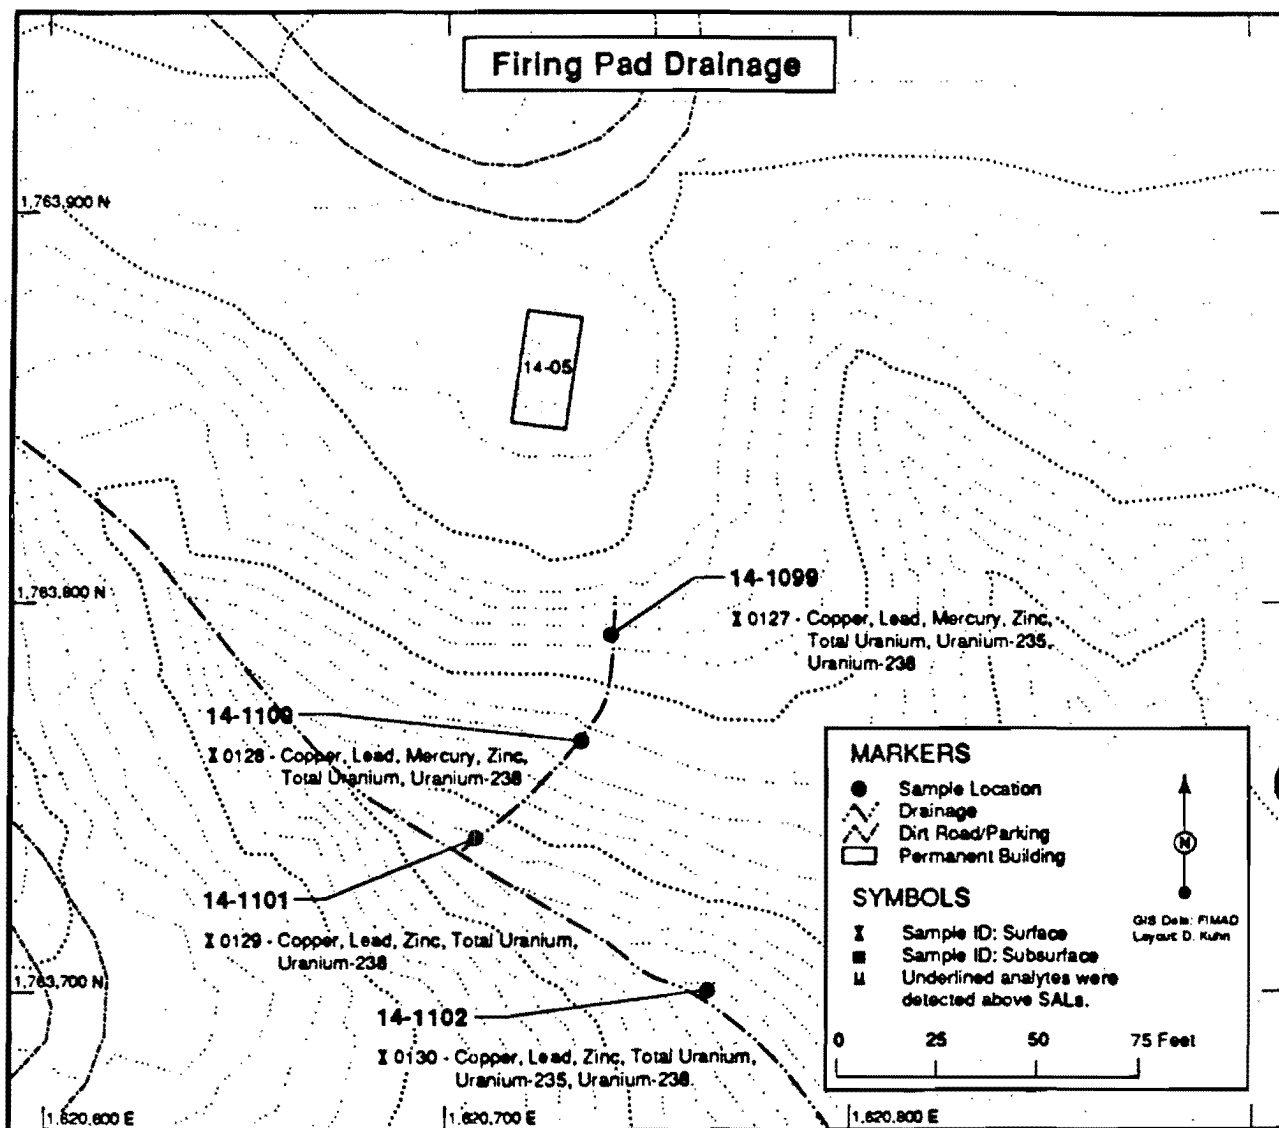 Firing Pad Drainage
1,763,900 N
14-05
14-1099
1,763,800 N
0127 - Copper, Lead, Mercury, Zinc,
Total Uranium, Uranium-235,
Uranium-238
14-1100
0128 - Copper, Lead, Mercury, Zinc,
Total Uranium, Uranium-238
14-1101
0129 - Copper, Lead, Zinc, Total Uranium,
Uranium-238
1,763,700 N
14-1102
0130 - Copper, Lead, Zinc, Total Uranium,
Uranium-235, Uranium-238
MARKERS
Sample Location
Drainage
Dirt Road/Parking
Permanent Building
N
SYMBOLS
GIS Data: FIMAD
Layout: D. Kuhn
Sample ID: Surface
Sample ID: Subsurface
Underlined analytes were
detected above SALs.
0 25 50 75 Feet
1,620,600 E 1,620,700 E 1,620,800 E